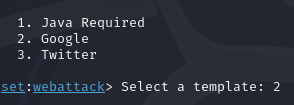 1. Java Required
2. Google
3. Twitter
set:webattack> Select a template: 2